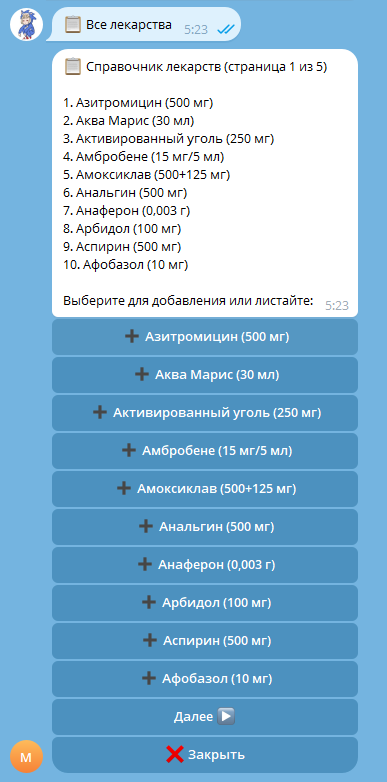 📋 Все лекарства
5:23
📋 Справочник лекарств (страница 1 из 5)
1. Азитромицин (500 мг)
2. Аква Марис (30 мл)
3. Активированный уголь (250 мг)
4. Амбробене (15 мг/5 мл)
5. Амоксиклав (500+125 мг)
6. Анальгин (500 мг)
7. Анаферон (0,003 г)
8. Арбидол (100 мг)
9. Аспирин (500 мг)
10. Афобазол (10 мг)
Выберите для добавления или листайте:
5:23
➕ Азитромицин (500 мг)
➕ Аква Марис (30 мл)
➕ Активированный уголь (250 мг)
➕ Амбробене (15 мг/5 мл)
➕ Амоксиклав (500+125 мг)
➕ Анальгин (500 мг)
➕ Анаферон (0,003 г)
➕ Арбидол (100 мг)
➕ Аспирин (500 мг)
➕ Афобазол (10 мг)
Далее ▶️
❌ Закрыть
М